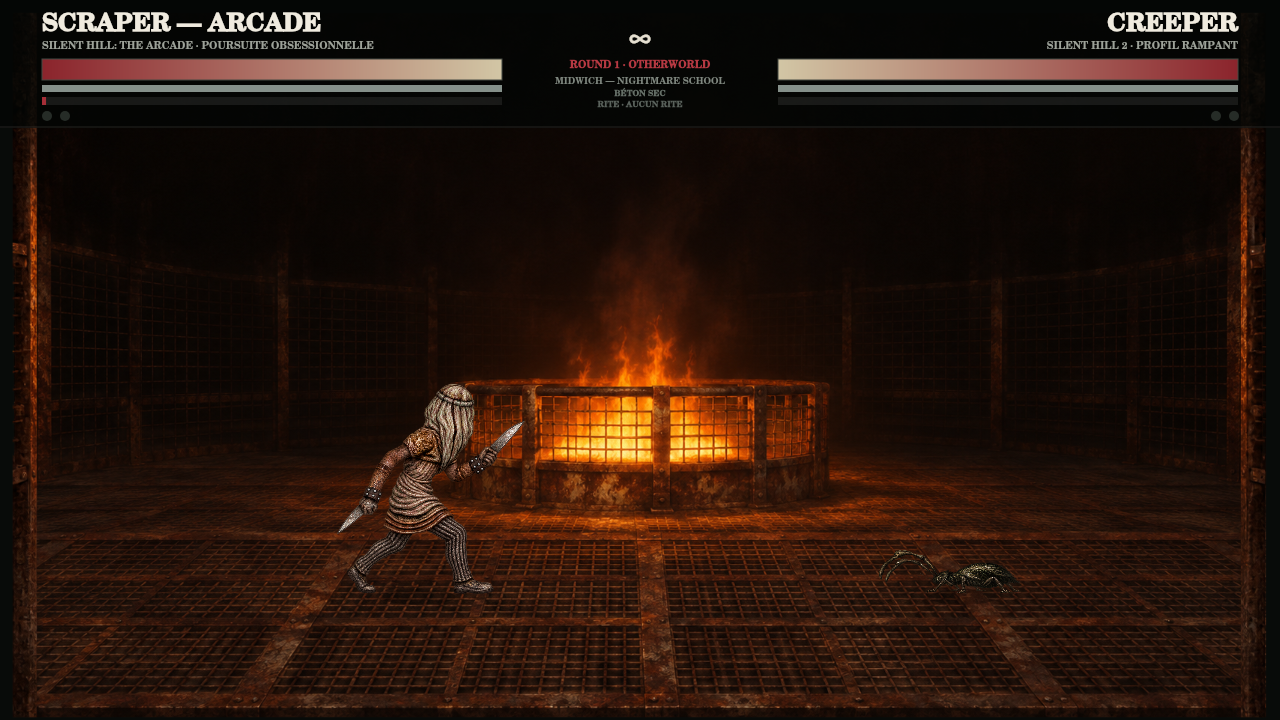 SCRAPER — ARCADE
SILENT HILL: THE ARCADE · POURSUITE OBSESSIONNELLE
∞
ROUND 1 · OTHERWORLD
MIDWICH — NIGHTMARE SCHOOL
BÉTON SEC
RITE · AUCUN RITE
CREEPER
SILENT HILL 2 · PROFIL RAMPANT